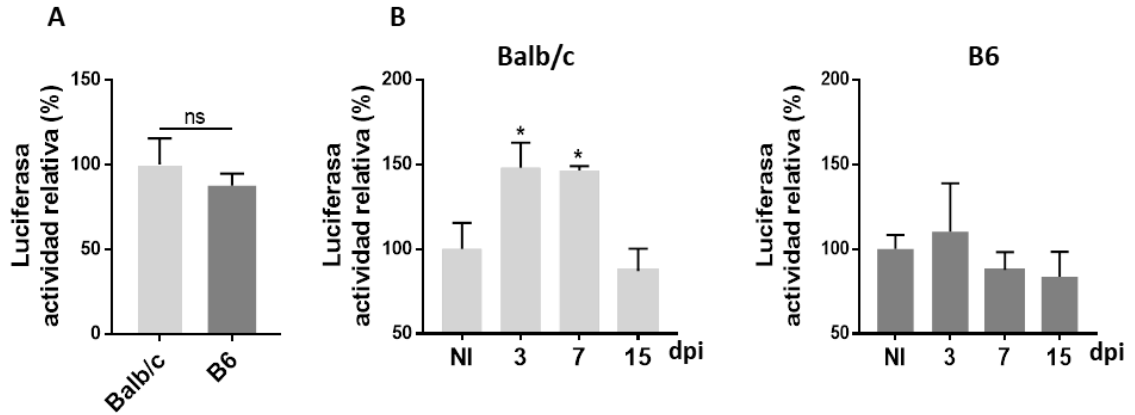 A
Luciferasa
actividad relativa (%)
150
100
50
0
ns
Balb/c
B6
B
Balb/c
Luciferasa
actividad relativa (%)
200
150
100
50
*
*
NI 3 7 15 dpi
B6
Luciferasa
actividad relativa (%)
200
150
100
50
NI 3 7 15 dpi